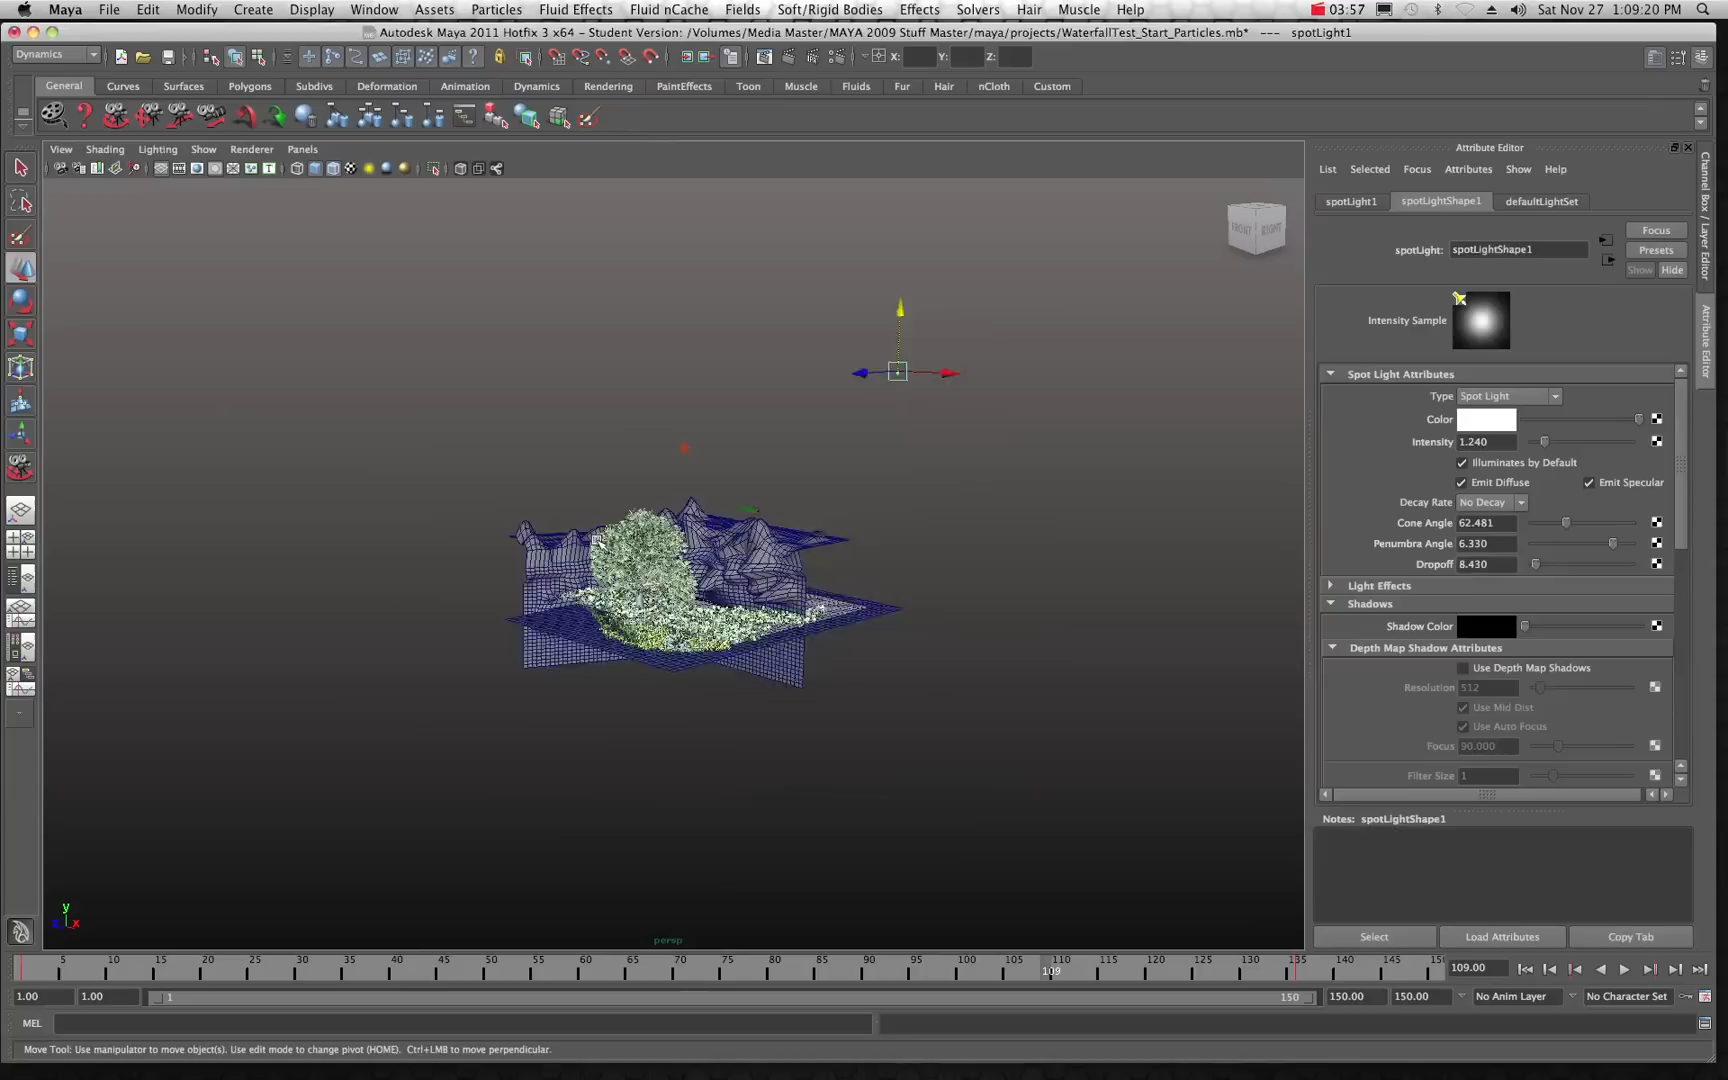 Maya File Edit Modify Create Display Window Assets Particles Fluid Effects Fluid nCache Fields Soft/Rigid Bodies Effects Solvers Hair Muscle Help 03:57 Sat Nov 27 1:09:20 PM
Autodesk Maya 2011 Hotfix 3 x64 - Student Version: /Volumes/Media Master/MAYA 2009 Stuff Master/maya/projects/WaterfallTest_Start_Particles.mb* --- spotLight1
Dynamics X: Y: Z:
General Curves Surfaces Polygons Subdivs Deformation Animation Dynamics Rendering PaintEffects Toon Muscle Fluids Fur Hair nCloth Custom
View Shading Lighting Show Renderer Panels
FRONT RIGHT
y
z x
persp
Attribute Editor
List Selected Focus Attributes Show Help
spotLight1 spotLightShape1 defaultLightSet
Focus
spotLight: spotLightShape1 Presets
Show Hide
Intensity Sample
Spot Light Attributes
Type Spot Light
Color
Intensity 1.240
Illuminates by Default
Emit Diffuse Emit Specular
Decay Rate No Decay
Cone Angle 62.481
Penumbra Angle 6.330
Dropoff 8.430
Light Effects
Shadows
Shadow Color
Depth Map Shadow Attributes
Use Depth Map Shadows
Resolution 512
Use Mid Dist
Use Auto Focus
Focus 90.000
Filter Size 1
Notes: spotLightShape1
Select Load Attributes Copy Tab
Channel Box / Layer Editor
Attribute Editor
5 10 15 20 25 30 35 40 45 50 55 60 65 70 75 80 85 90 95 100 105 109 110 115 120 125 130 135 140 145 15 109.00
1.00 1.00 1 150 150.00 150.00 No Anim Layer No Character Set
MEL
Move Tool: Use manipulator to move object(s). Use edit mode to change pivot (HOME). Ctrl+LMB to move perpendicular.